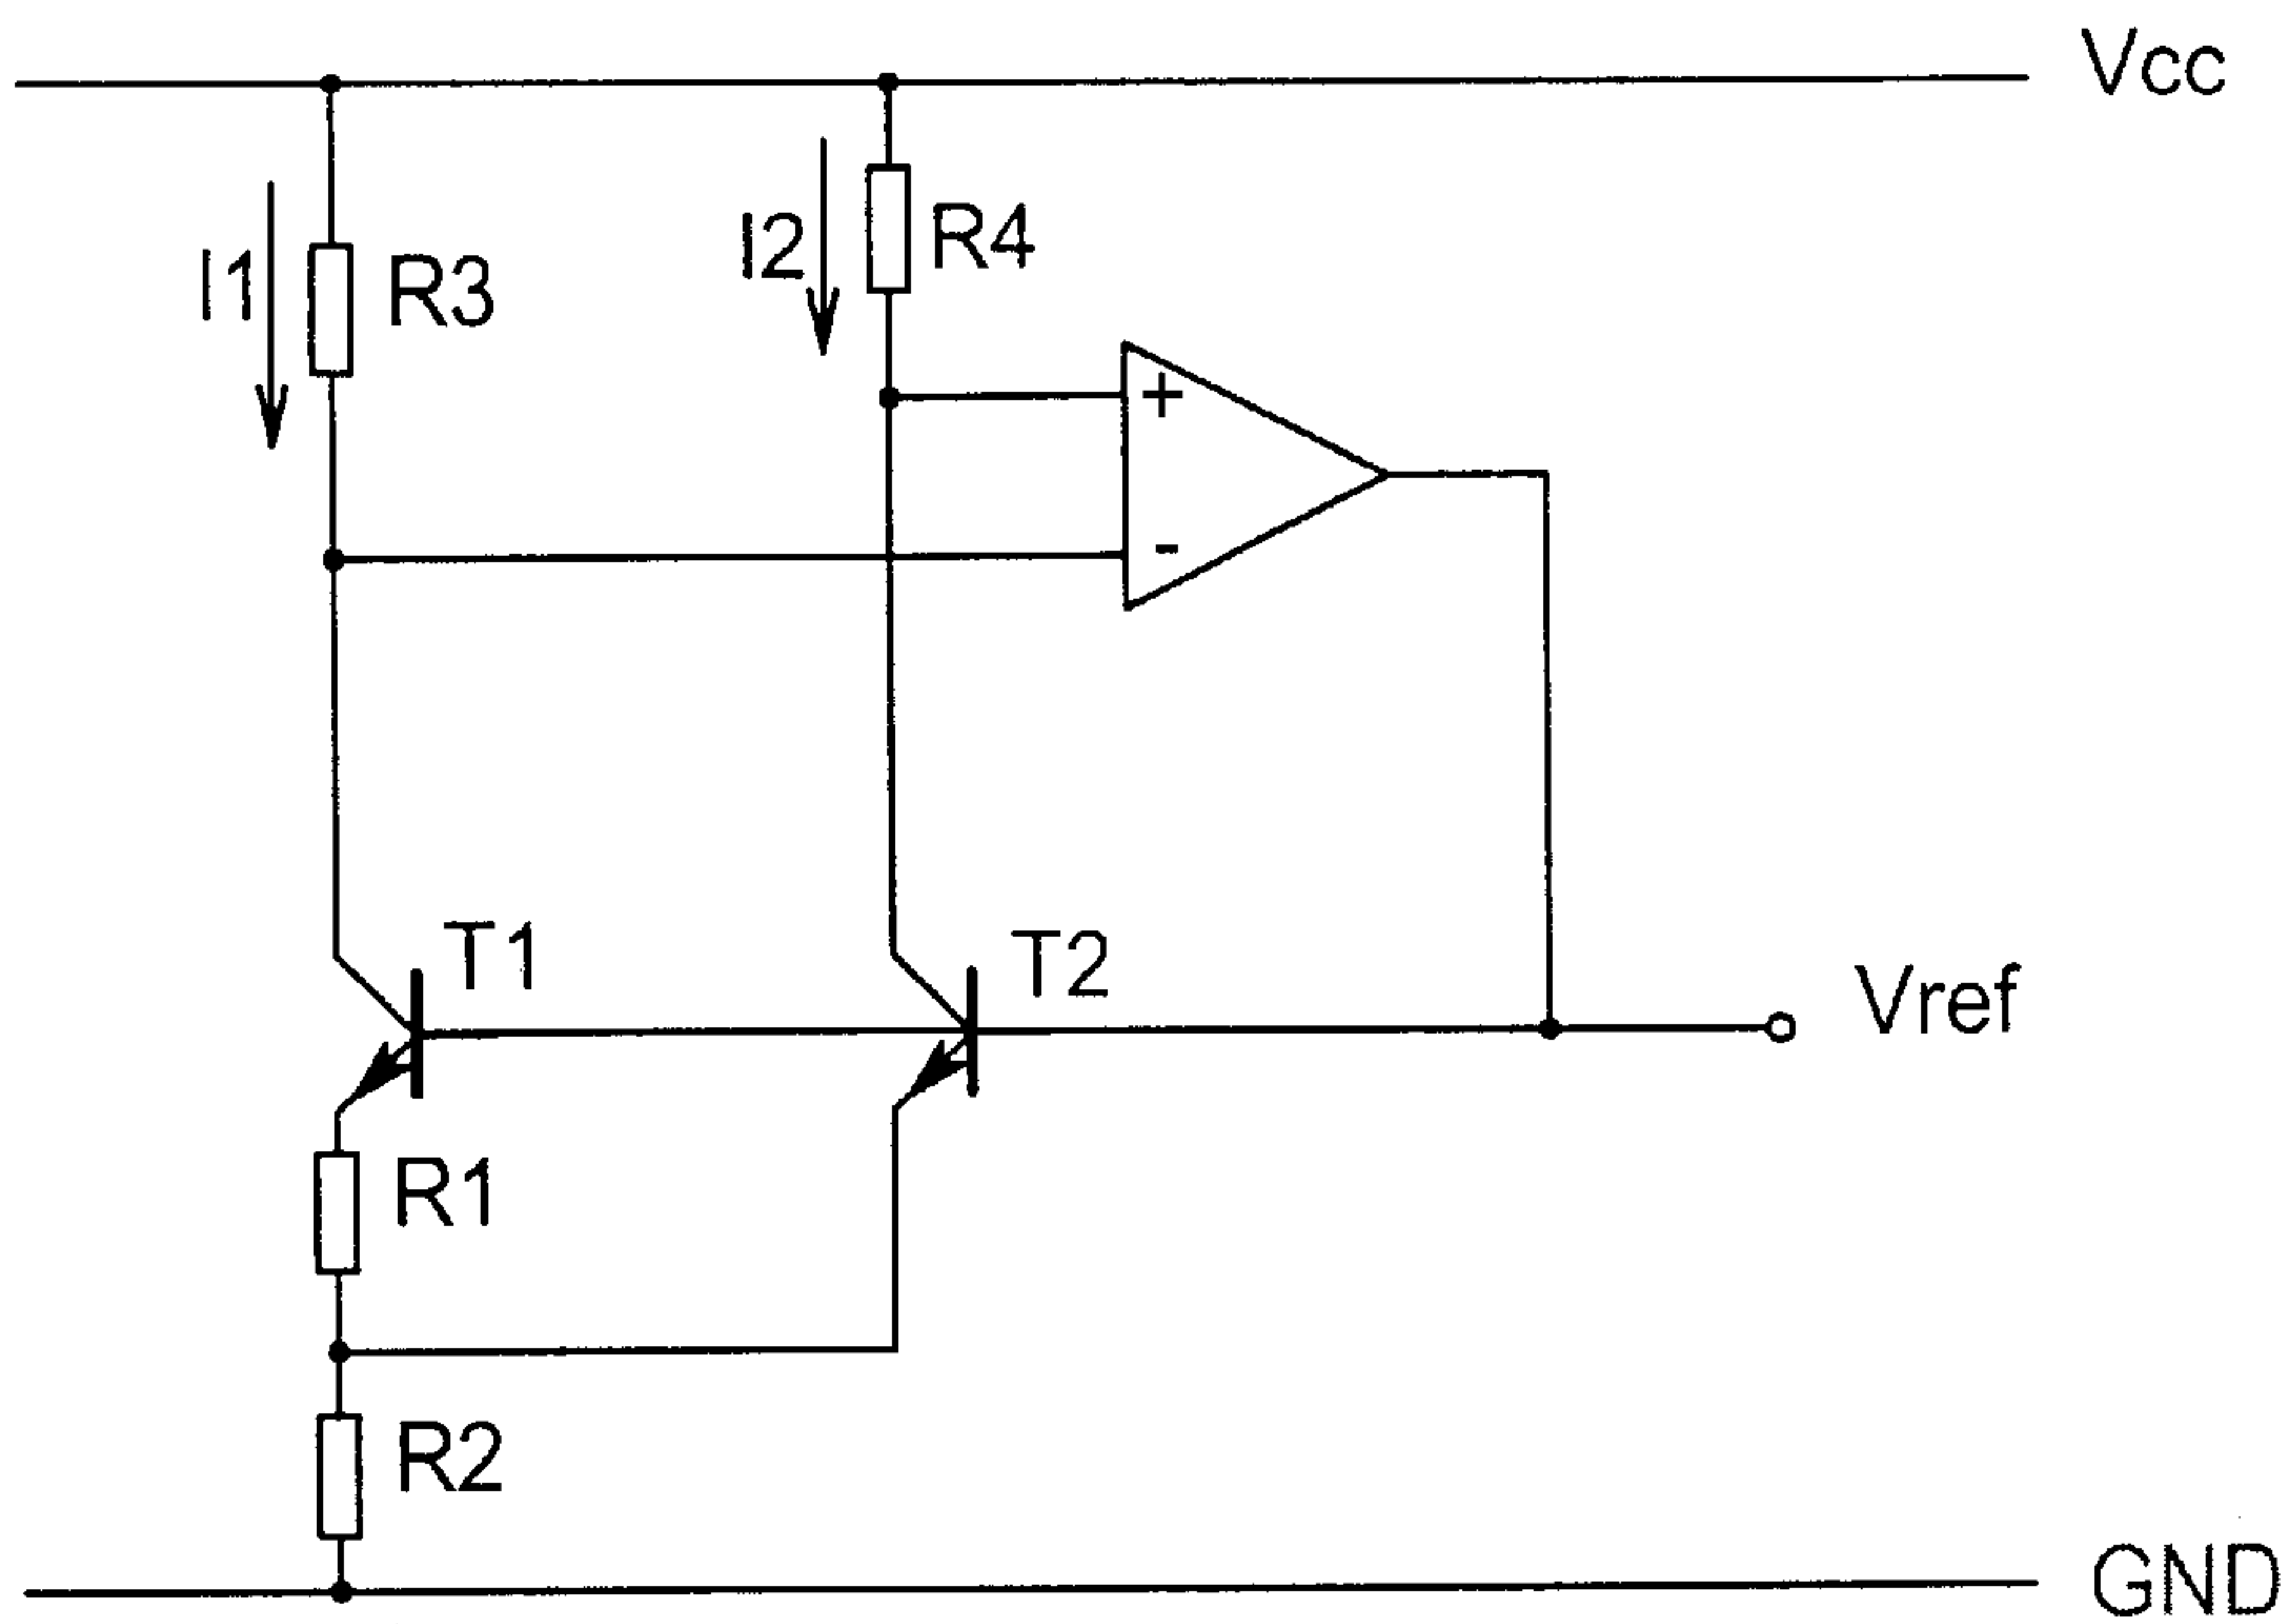 Vcc
I1
R3
I2
R4
+
-
T1
T2
Vref
R1
R2
GND